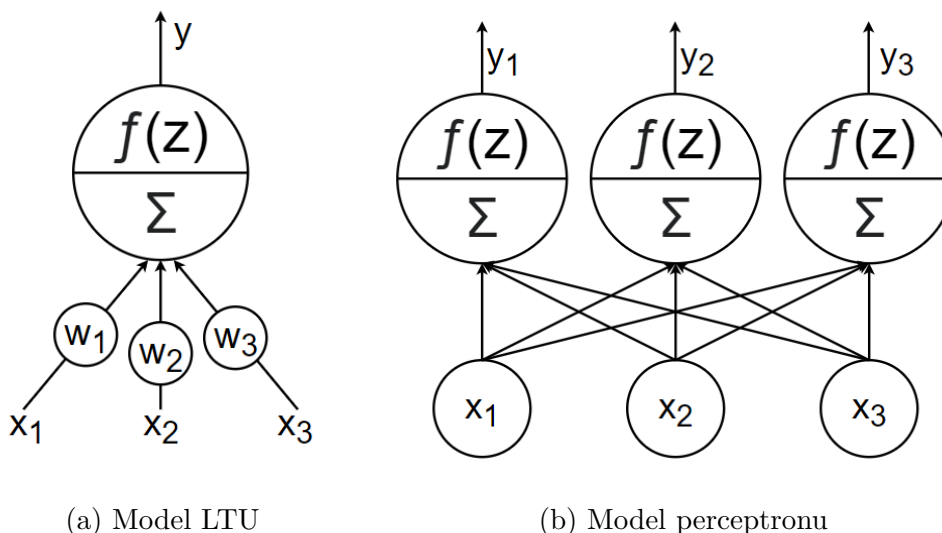 y
f(z)
Σ
w₁ w₂ w₃
x₁ x₂ x₃
(a) Model LTU
y₁ y₂ y₃
f(z) f(z) f(z)
Σ Σ Σ
x₁ x₂ x₃
(b) Model perceptronu